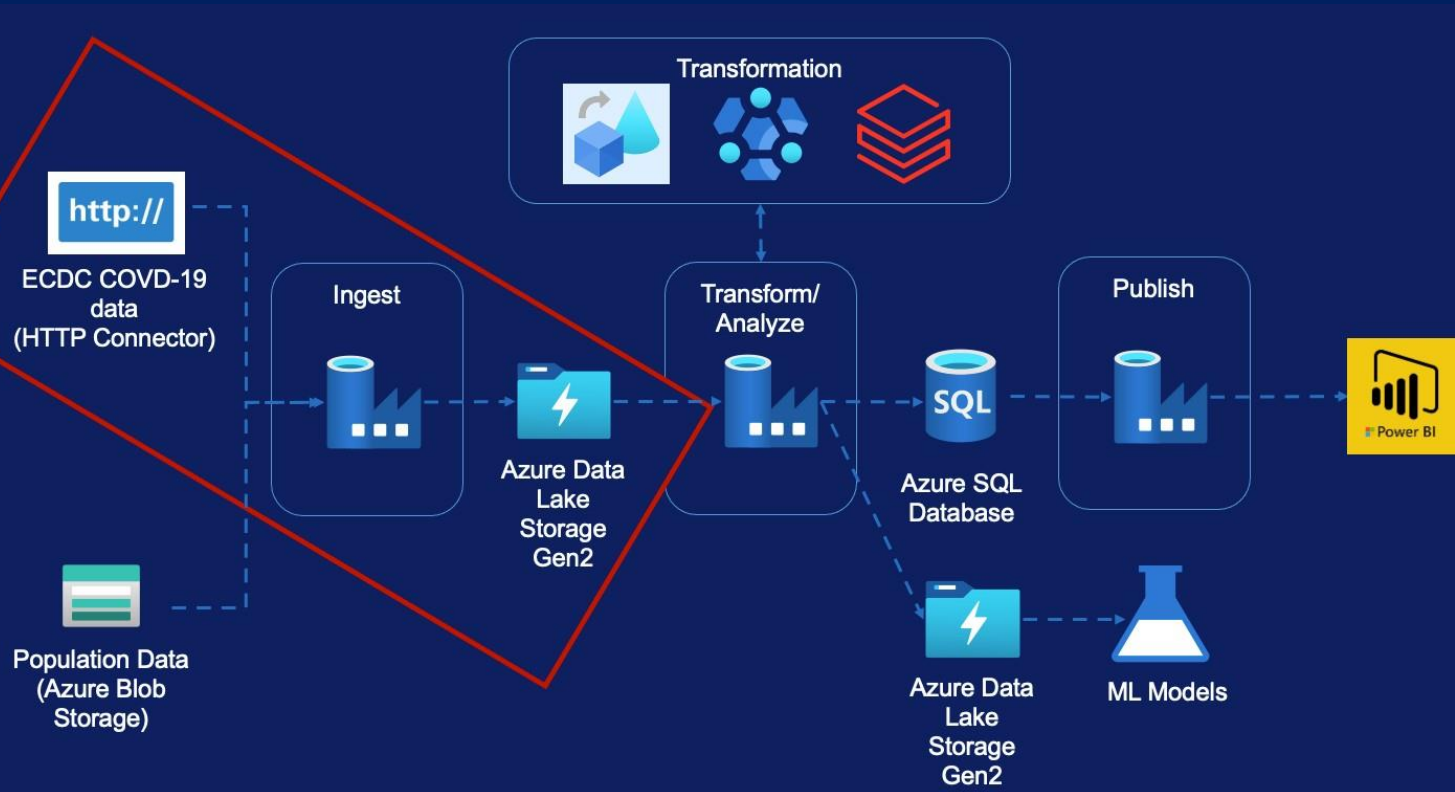 Transformation
http://
ECDC COVD-19
data
(HTTP Connector)
Ingest
Transform/
Analyze
Publish
SQL
Power BI
Azure Data
Lake
Storage
Gen2
Azure SQL
Database
Population Data
(Azure Blob
Storage)
Azure Data
Lake
Storage
Gen2
ML Models